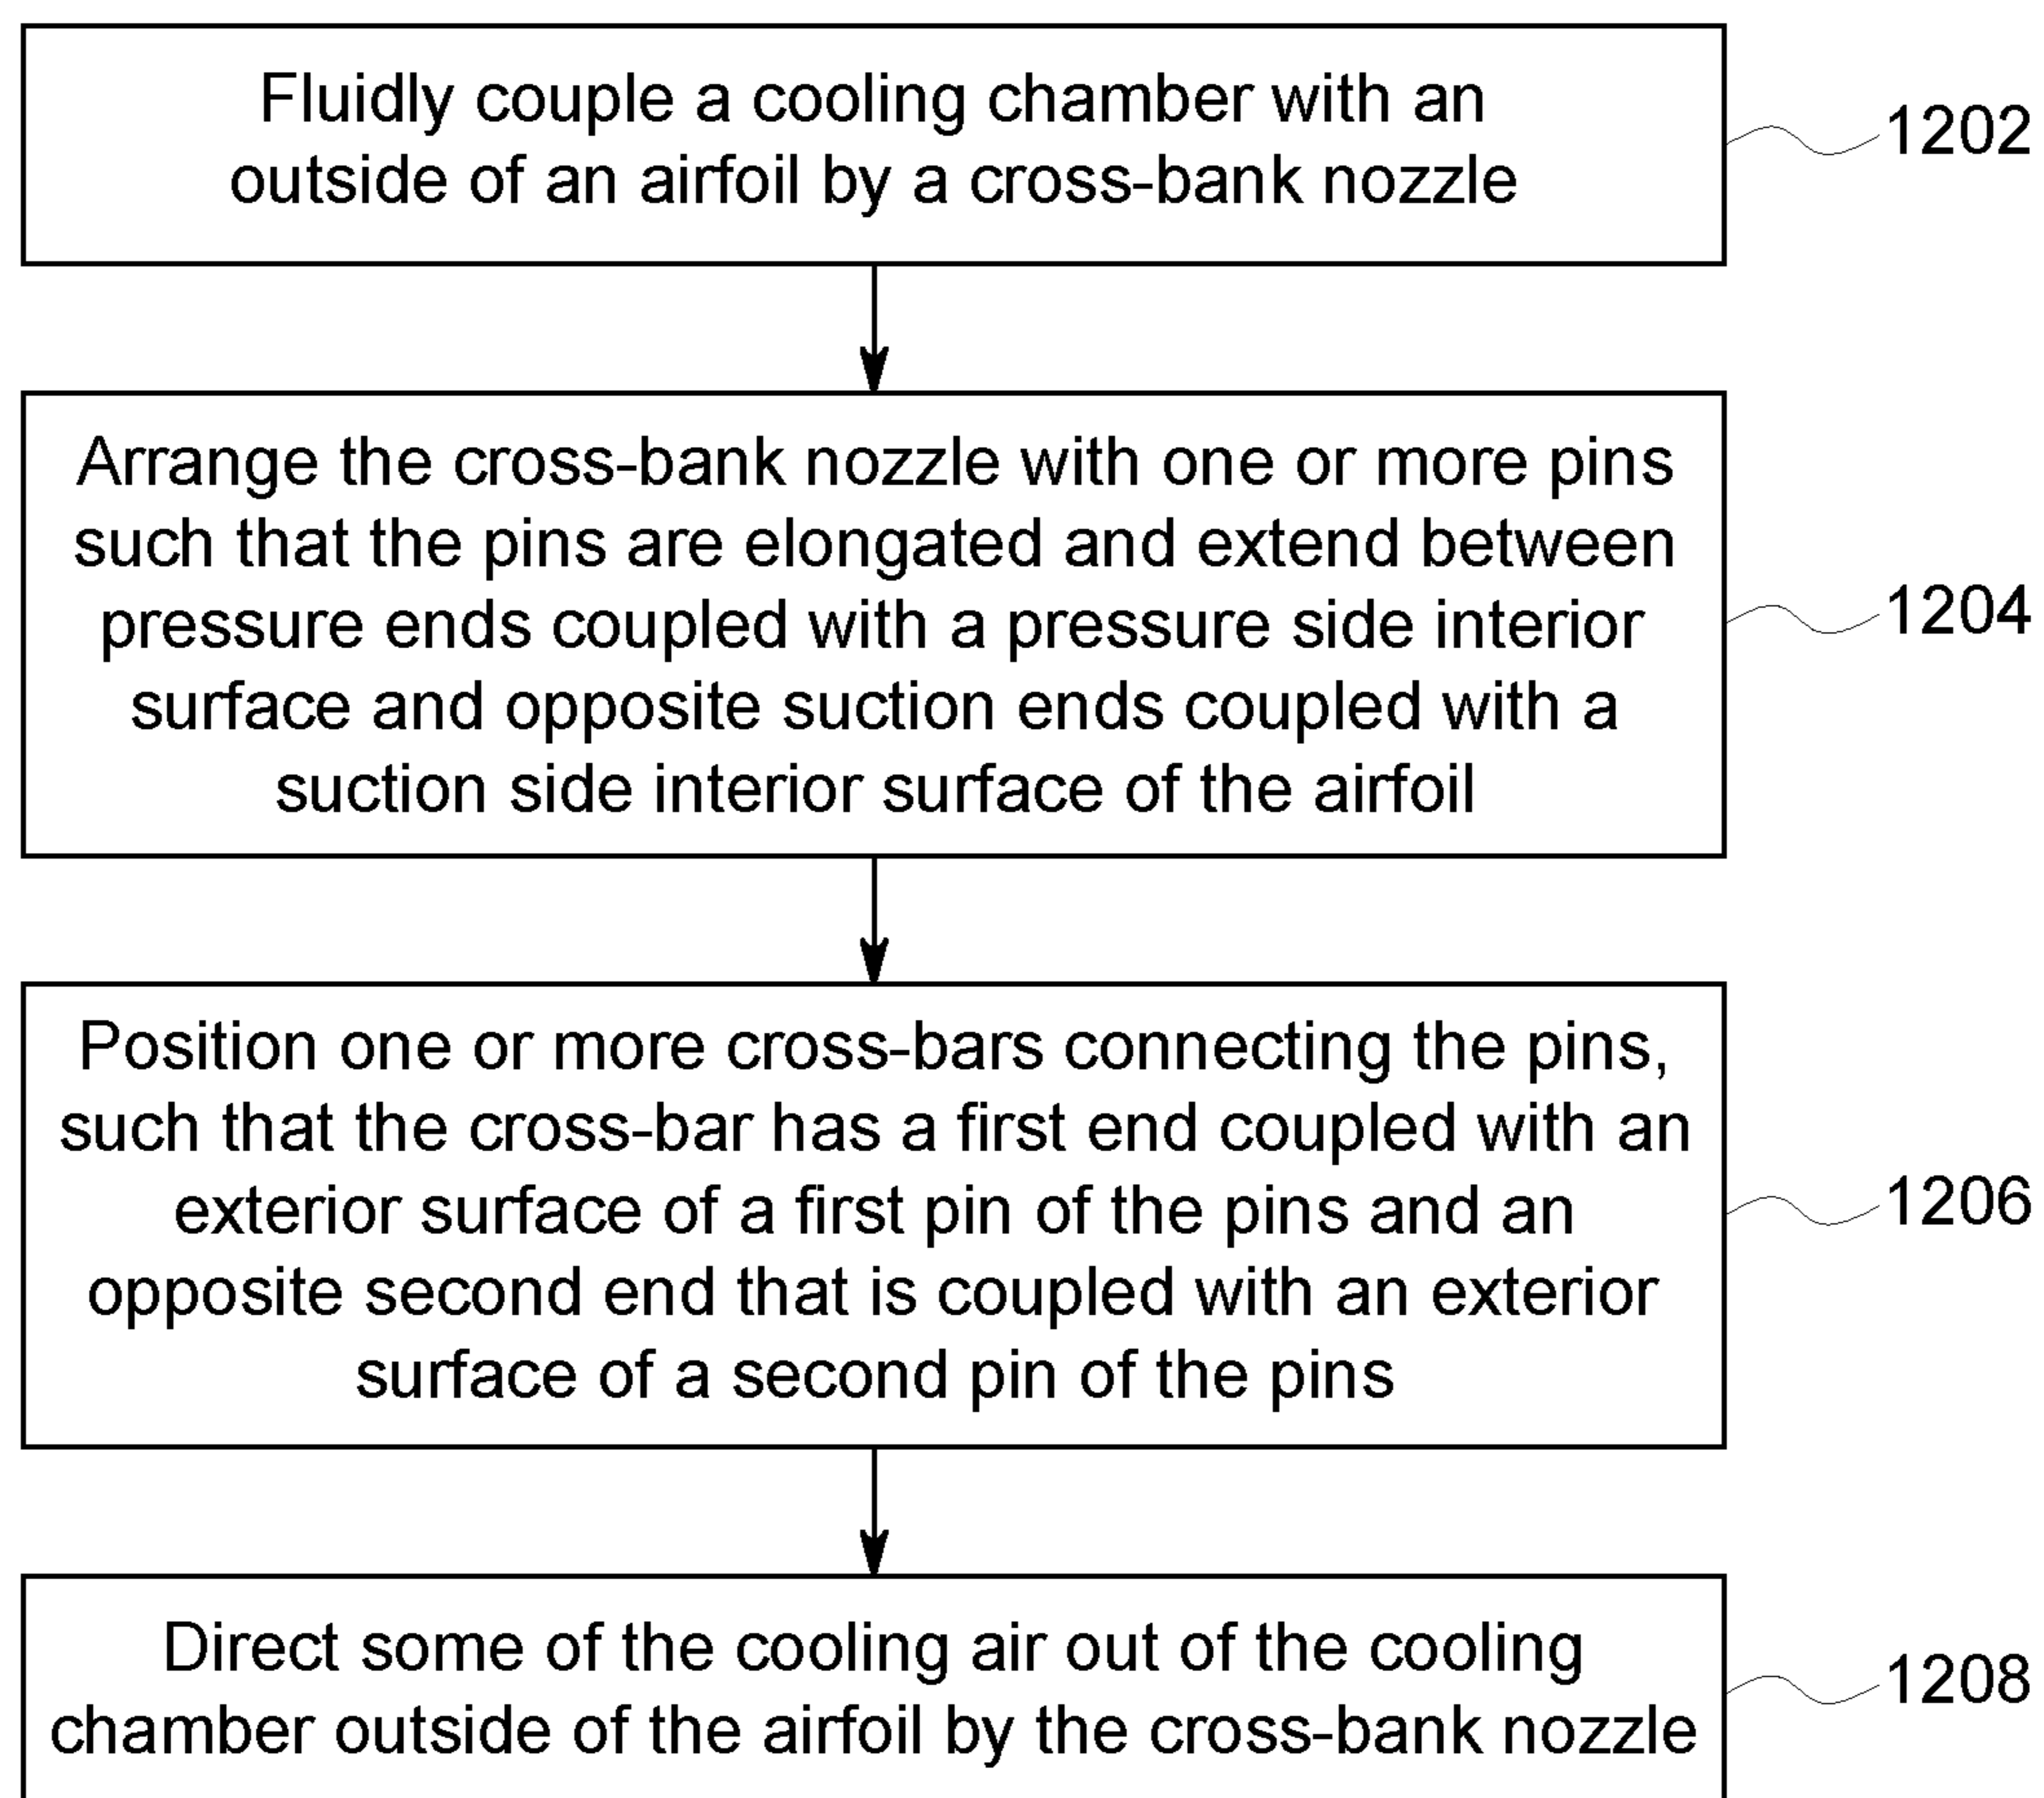 Fluidly couple a cooling chamber with an
outside of an airfoil by a cross-bank nozzle
1202
Arrange the cross-bank nozzle with one or more pins
such that the pins are elongated and extend between
pressure ends coupled with a pressure side interior
surface and opposite suction ends coupled with a
suction side interior surface of the airfoil
1204
Position one or more cross-bars connecting the pins,
such that the cross-bar has a first end coupled with an
exterior surface of a first pin of the pins and an
opposite second end that is coupled with an exterior
surface of a second pin of the pins
1206
Direct some of the cooling air out of the cooling
chamber outside of the airfoil by the cross-bank nozzle
1208